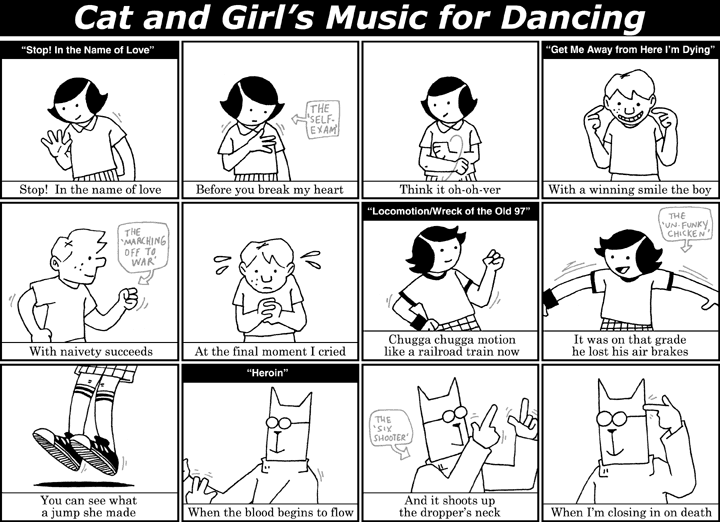 Cat and Girl's Music for Dancing
"Stop! In the Name of Love"
Stop! In the name of love
THE
'SELF-
EXAM'
Before you break my heart
Think it oh-oh-ver
"Get Me Away from Here I'm Dying"
With a winning smile the boy
THE
'MARCHING
OFF TO
WAR'
With naivety succeeds
At the final moment I cried
"Locomotion/Wreck of the Old 97"
Chugga chugga motion
like a railroad train now
THE
'UN-FUNKY
CHICKEN'
It was on that grade
he lost his air brakes
You can see what
a jump she made
"Heroin"
When the blood begins to flow
THE
'SIX
SHOOTER'
And it shoots up
the dropper's neck
When I'm closing in on death